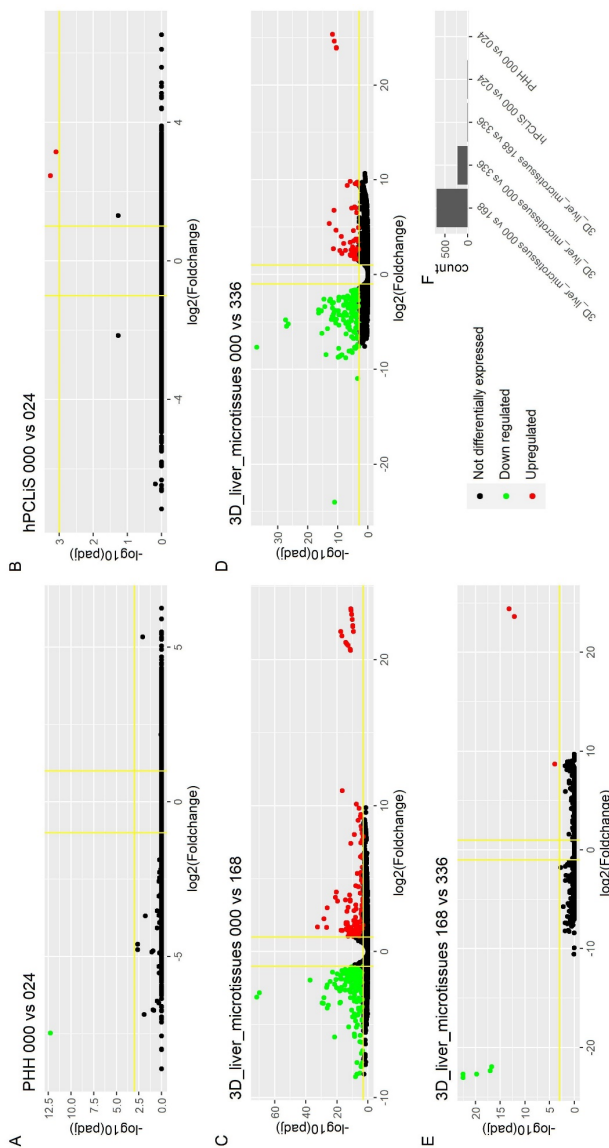 A
PHH 000 vs 024
-log10(padj)
12.5
10.0
7.5
5.0
2.5
0.0
-5
0
5
log2(Foldchange)
B
hPCLiS 000 vs 024
-log10(padj)
3
2
1
0
-4
0
4
log2(Foldchange)
C
3D_liver_microtissues 000 vs 168
-log10(padj)
60
40
20
0
-10
0
10
20
log2(Foldchange)
D
3D_liver_microtissues 000 vs 336
-log10(padj)
30
20
10
0
-10
0
10
20
log2(Foldchange)
E
3D_liver_microtissues 168 vs 336
-log10(padj)
20
15
10
5
0
-20
-10
0
10
20
log2(Foldchange)
Not differentially expressed
Down regulated
Upregulated
F
count
500
0
3D_liver_microtissues 000 vs 168
3D_liver_microtissues 000 vs 336
3D_liver_microtissues 168 vs 336
hPCLiS 000 vs 024
PHH 000 vs 024